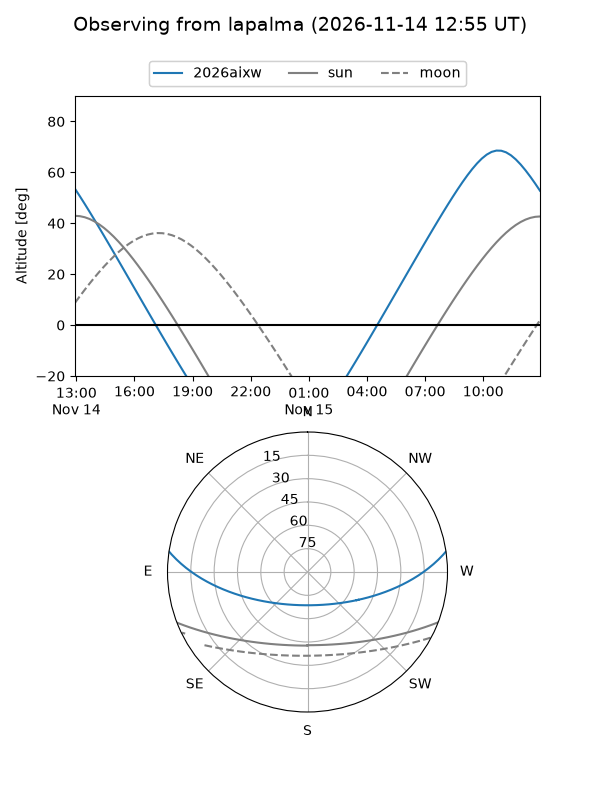 Observing from lapalma (2026-11-14 12:55 UT)
2026aixw sun moon
Altitude [deg]
80
60
40
20
0
−20
13:00 16:00 19:00 22:00 01:00 04:00 07:00 10:00
Nov 14 Nov 15
N
NE NW
15
30
45
60
75
E W
SE SW
S